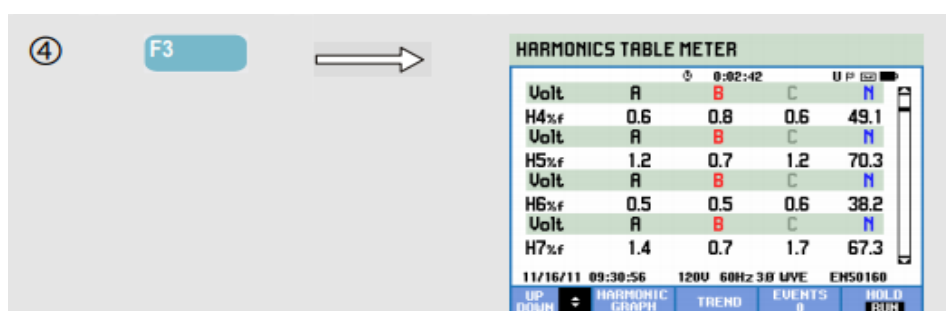 ④ F3 HARMONICS TABLE METER
0:02:42 U
Volt A B C N
H4%f 0.6 0.8 0.6 49.1
Volt A B C N
H5%f 1.2 0.7 1.2 70.3
Volt A B C N
H6%f 0.5 0.5 0.6 38.2
Volt A B C N
H7%f 1.4 0.7 1.7 67.3
11/16/11 09:30:56 120V 60Hz 3Ø WYE EN50160
UP HARMONIC TREND EVENTS HOLD
DOWN GRAPH 0 RUN